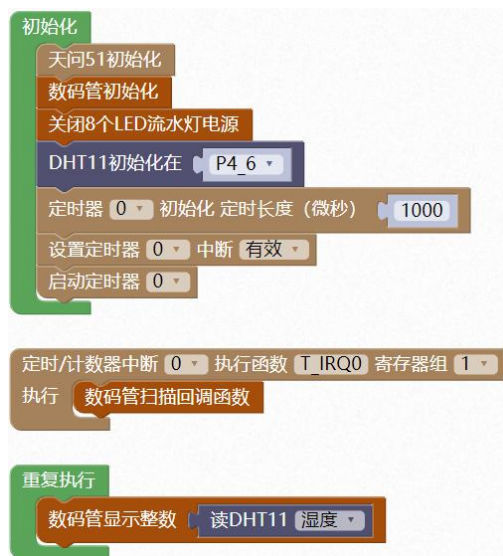 初始化
天问51初始化
数码管初始化
关闭8个LED流水灯电源
DHT11初始化在 P4_6
定时器 0 初始化 定时长度（微秒） 1000
设置定时器 0 中断 有效
启动定时器 0
定时/计数器中断 0 执行函数 T_IRQ0 寄存器组 1
执行 数码管扫描回调函数
重复执行
数码管显示整数 读DHT11 湿度